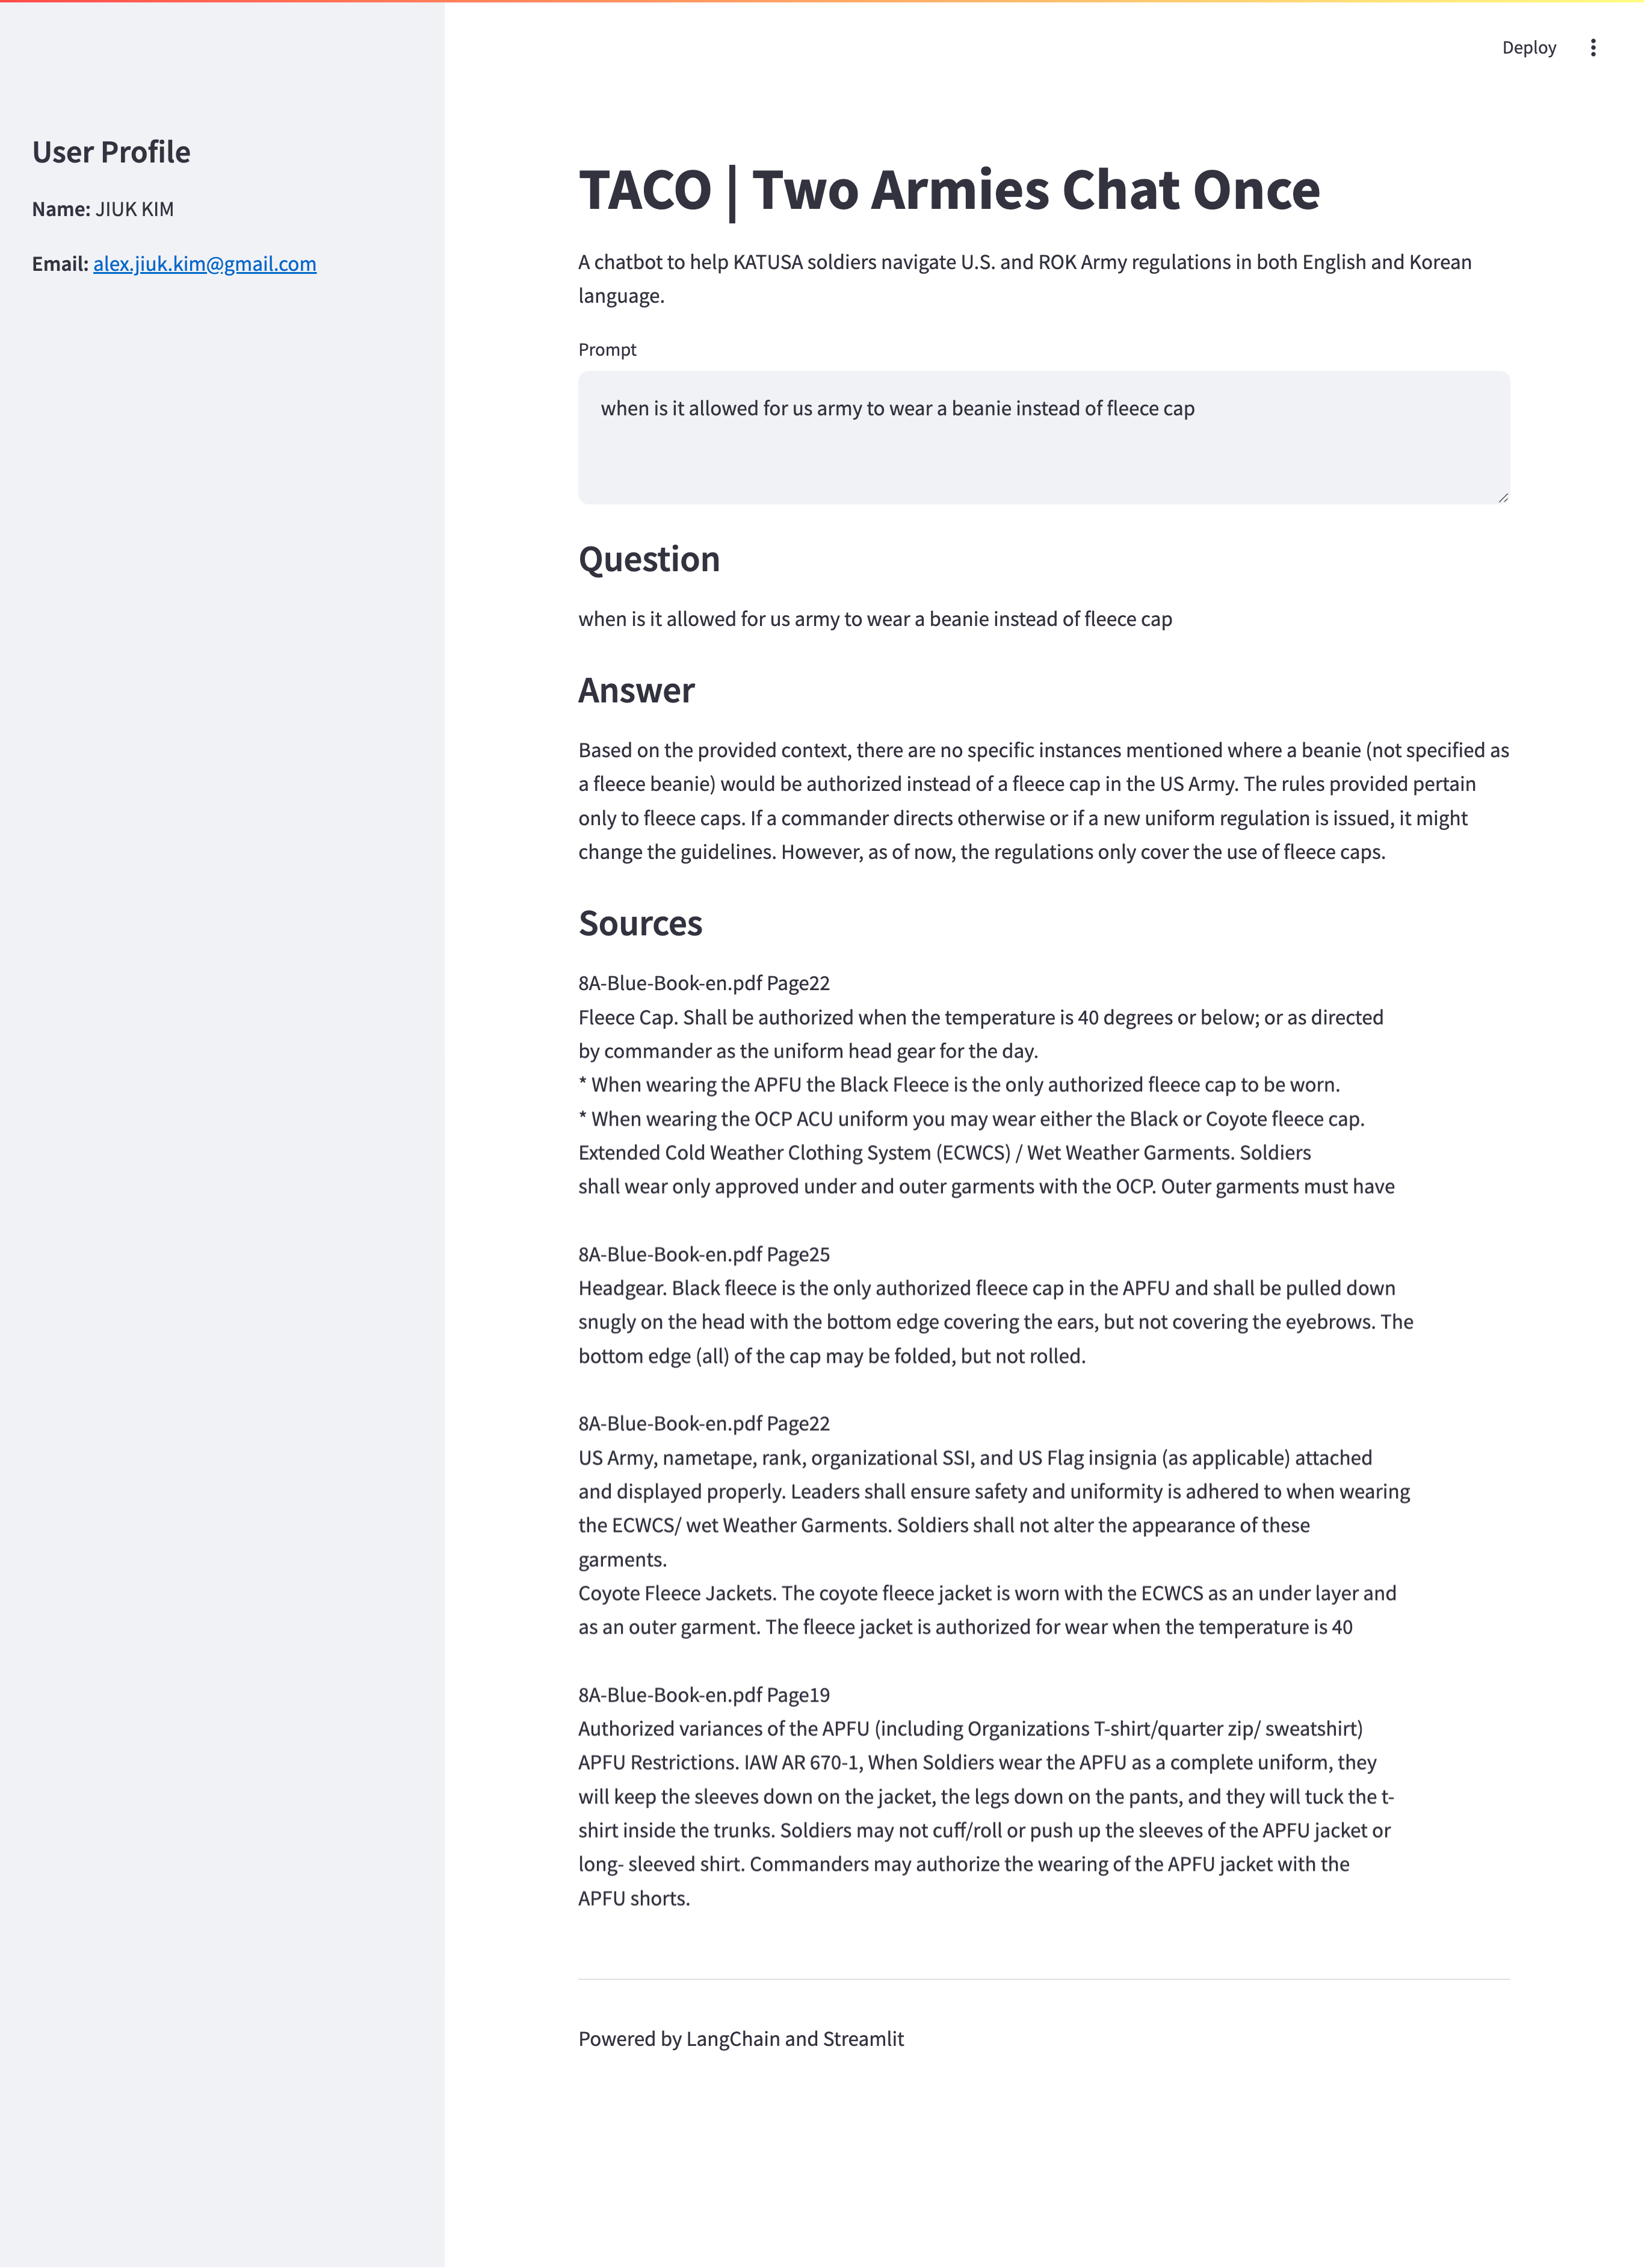 Deploy
User Profile
Name: JIUK KIM
Email: alex.jiuk.kim@gmail.com
TACO | Two Armies Chat Once
A chatbot to help KATUSA soldiers navigate U.S. and ROK Army regulations in both English and Korean
language.
Prompt
when is it allowed for us army to wear a beanie instead of fleece cap
Question
when is it allowed for us army to wear a beanie instead of fleece cap
Answer
Based on the provided context, there are no specific instances mentioned where a beanie (not specified as
a fleece beanie) would be authorized instead of a fleece cap in the US Army. The rules provided pertain
only to fleece caps. If a commander directs otherwise or if a new uniform regulation is issued, it might
change the guidelines. However, as of now, the regulations only cover the use of fleece caps.
Sources
8A-Blue-Book-en.pdf Page22
Fleece Cap. Shall be authorized when the temperature is 40 degrees or below; or as directed
by commander as the uniform head gear for the day.
* When wearing the APFU the Black Fleece is the only authorized fleece cap to be worn.
* When wearing the OCP ACU uniform you may wear either the Black or Coyote fleece cap.
Extended Cold Weather Clothing System (ECWCS) / Wet Weather Garments. Soldiers
shall wear only approved under and outer garments with the OCP. Outer garments must have
8A-Blue-Book-en.pdf Page25
Headgear. Black fleece is the only authorized fleece cap in the APFU and shall be pulled down
snugly on the head with the bottom edge covering the ears, but not covering the eyebrows. The
bottom edge (all) of the cap may be folded, but not rolled.
8A-Blue-Book-en.pdf Page22
US Army, nametape, rank, organizational SSI, and US Flag insignia (as applicable) attached
and displayed properly. Leaders shall ensure safety and uniformity is adhered to when wearing
the ECWCS/ wet Weather Garments. Soldiers shall not alter the appearance of these
garments.
Coyote Fleece Jackets. The coyote fleece jacket is worn with the ECWCS as an under layer and
as an outer garment. The fleece jacket is authorized for wear when the temperature is 40
8A-Blue-Book-en.pdf Page19
Authorized variances of the APFU (including Organizations T-shirt/quarter zip/ sweatshirt)
APFU Restrictions. IAW AR 670-1, When Soldiers wear the APFU as a complete uniform, they
will keep the sleeves down on the jacket, the legs down on the pants, and they will tuck the t-
shirt inside the trunks. Soldiers may not cuff/roll or push up the sleeves of the APFU jacket or
long- sleeved shirt. Commanders may authorize the wearing of the APFU jacket with the
APFU shorts.
Powered by LangChain and Streamlit